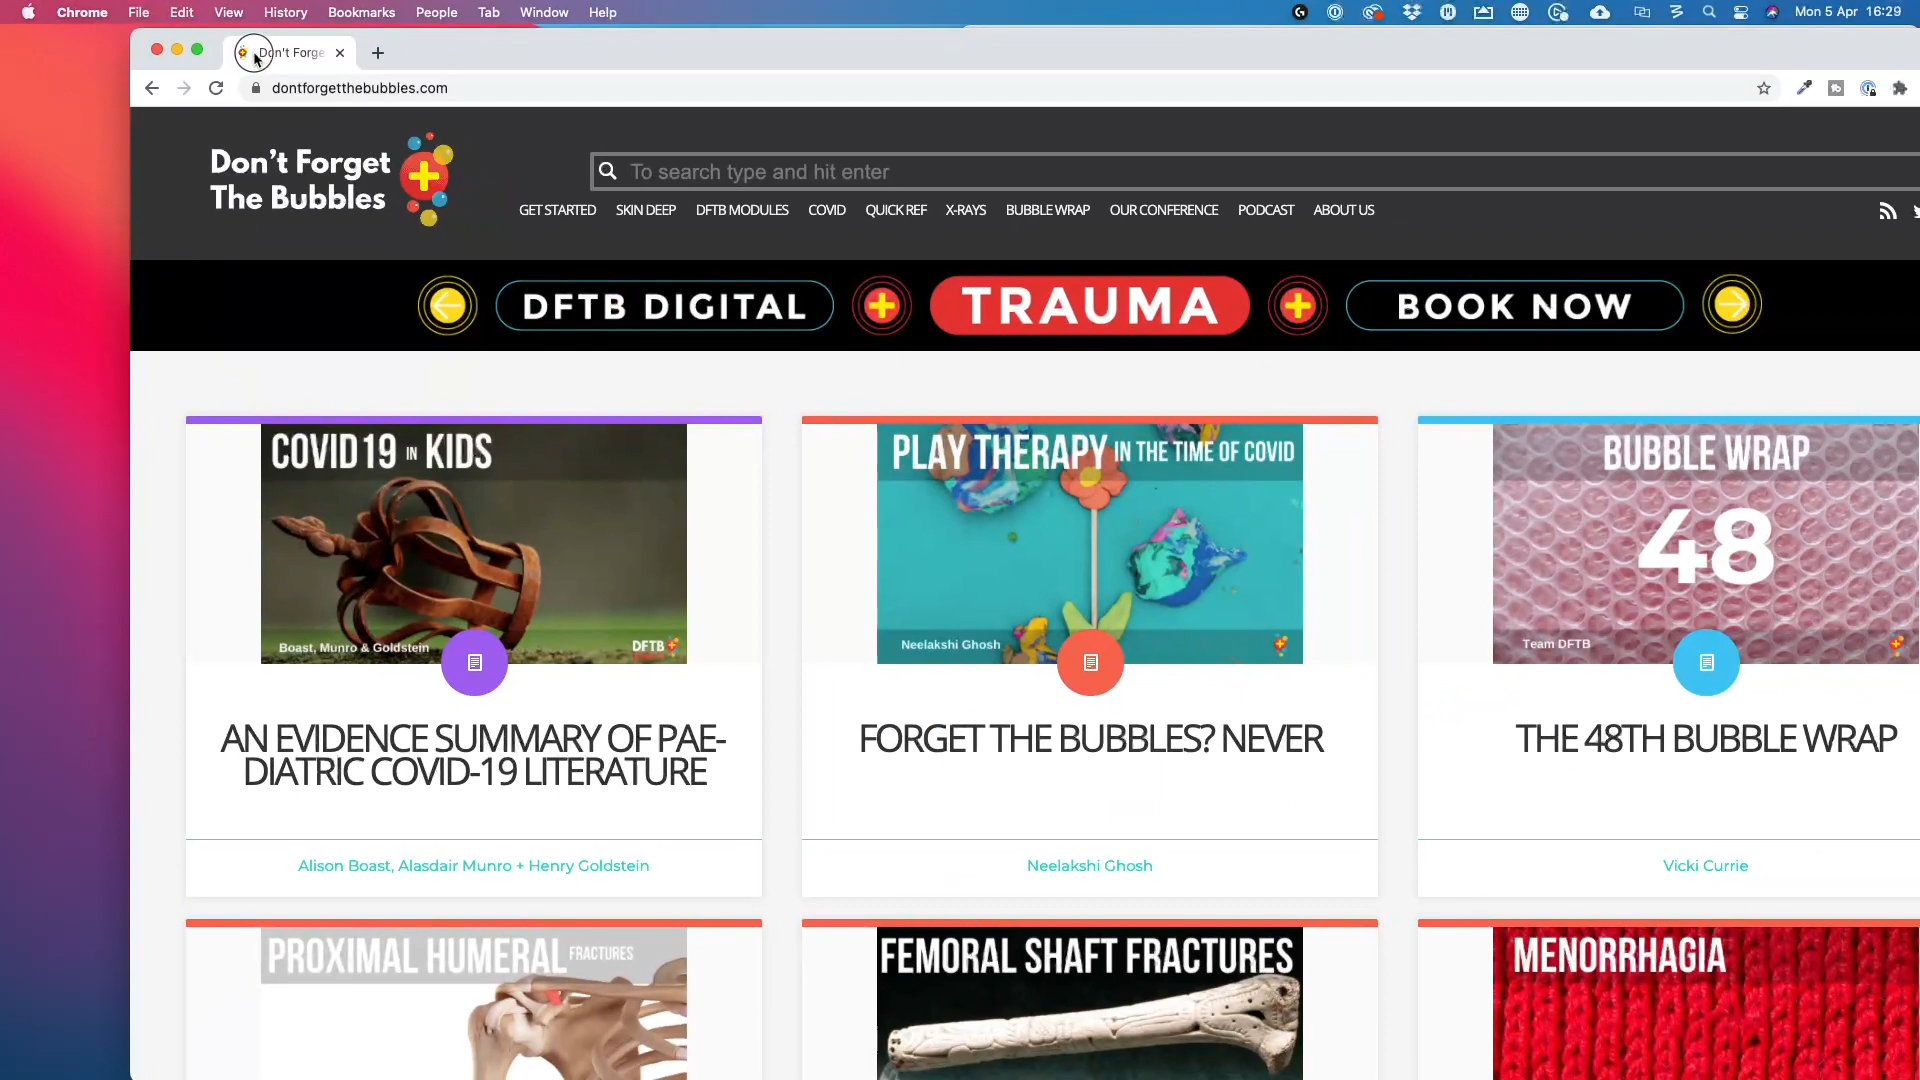 Chrome File Edit View History Bookmarks People Tab Window Help Mon 5 Apr 16:29
Don't Forge
dontforgetthebubbles.com
Don't Forget
The Bubbles
To search type and hit enter
GET STARTED SKIN DEEP DFTB MODULES COVID QUICK REF X-RAYS BUBBLE WRAP OUR CONFERENCE PODCAST ABOUT US
DFTB DIGITAL TRAUMA BOOK NOW
COVID 19 IN KIDS
Boast, Munro & Goldstein DFTB
AN EVIDENCE SUMMARY OF PAE-
DIATRIC COVID-19 LITERATURE
Alison Boast, Alasdair Munro + Henry Goldstein
PLAY THERAPY IN THE TIME OF COVID
Neelakshi Ghosh
FORGET THE BUBBLES? NEVER
Neelakshi Ghosh
BUBBLE WRAP
48
Team DFTB
THE 48TH BUBBLE WRAP
Vicki Currie
PROXIMAL HUMERAL FRACTURES
FEMORAL SHAFT FRACTURES
MENORRHAGIA